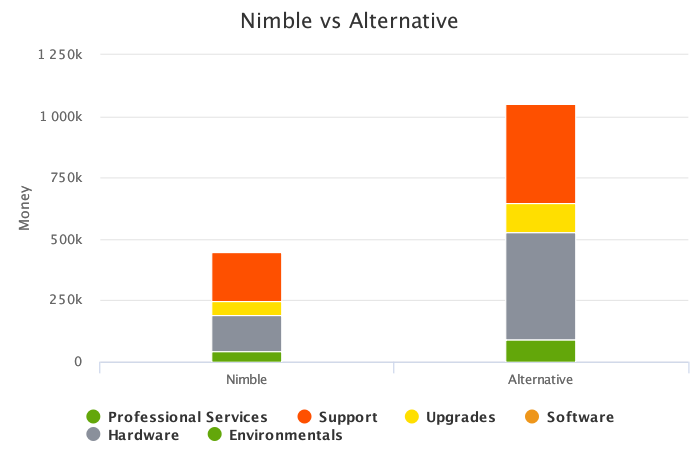 Nimble vs Alternative
1 250k
1 000k
750k
500k
250k
0
Money
Nimble
Alternative
Professional Services Support Upgrades Software
Hardware Environmentals